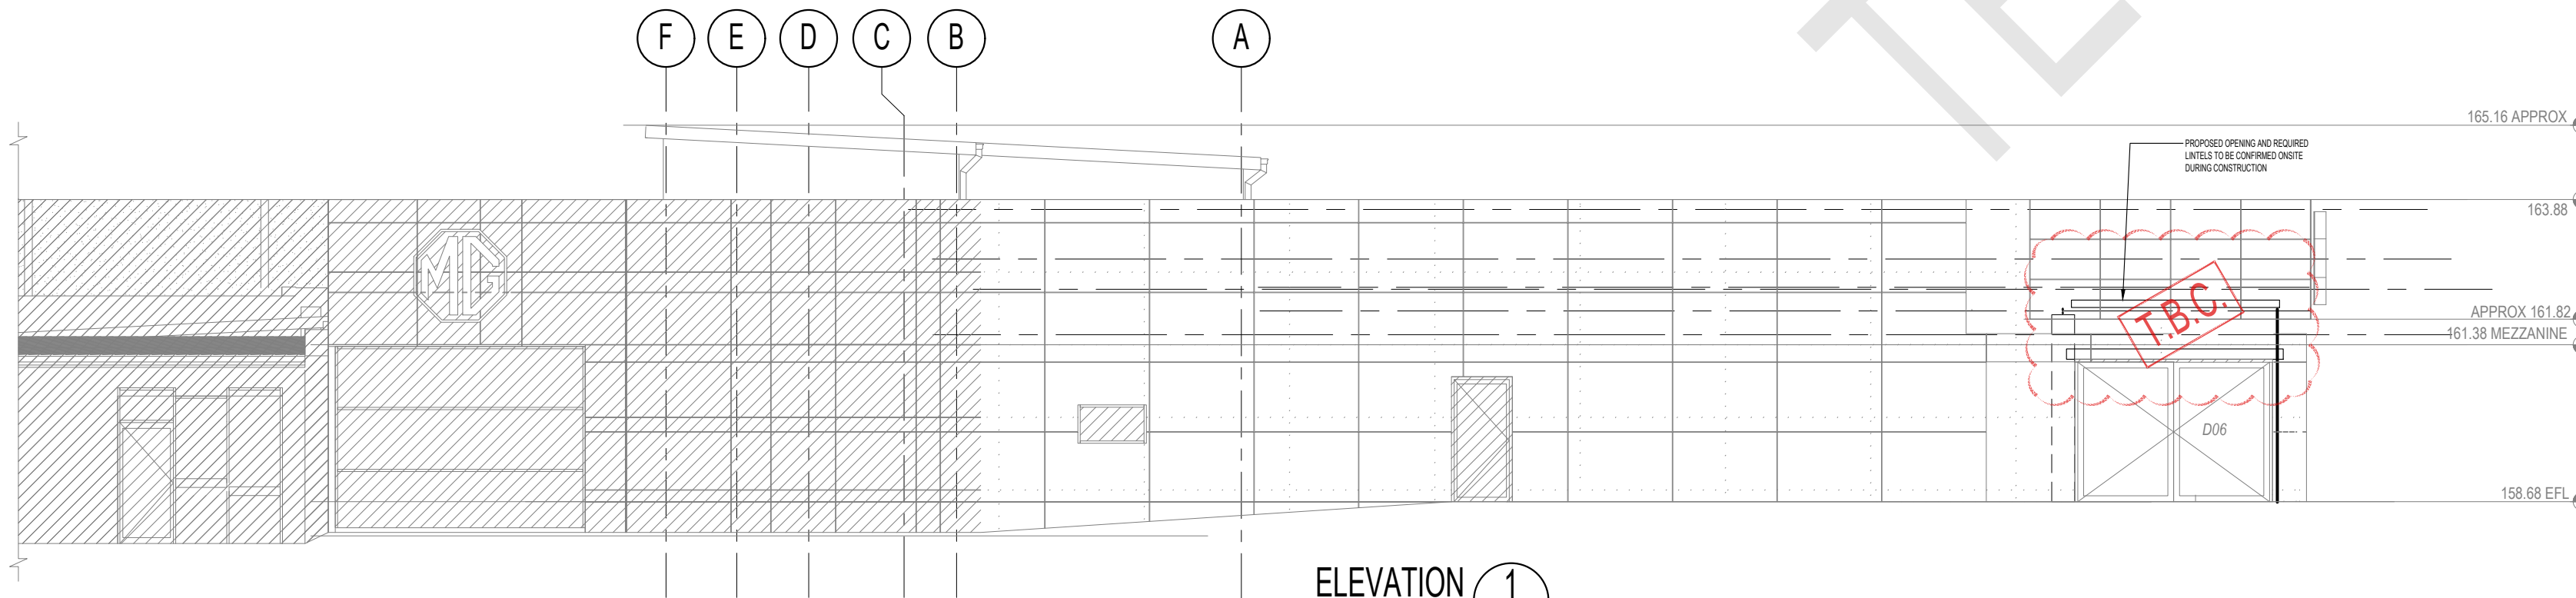 F E D C B A
165.16 APPROX
PROPOSED OPENING AND REQUIRED
LINTELS TO BE CONFIRMED ONSITE
DURING CONSTRUCTION
163.88
MG
T.B.C.
APPROX 161.82
161.38 MEZZANINE
D06
158.68 EFL
ELEVATION 1
TE